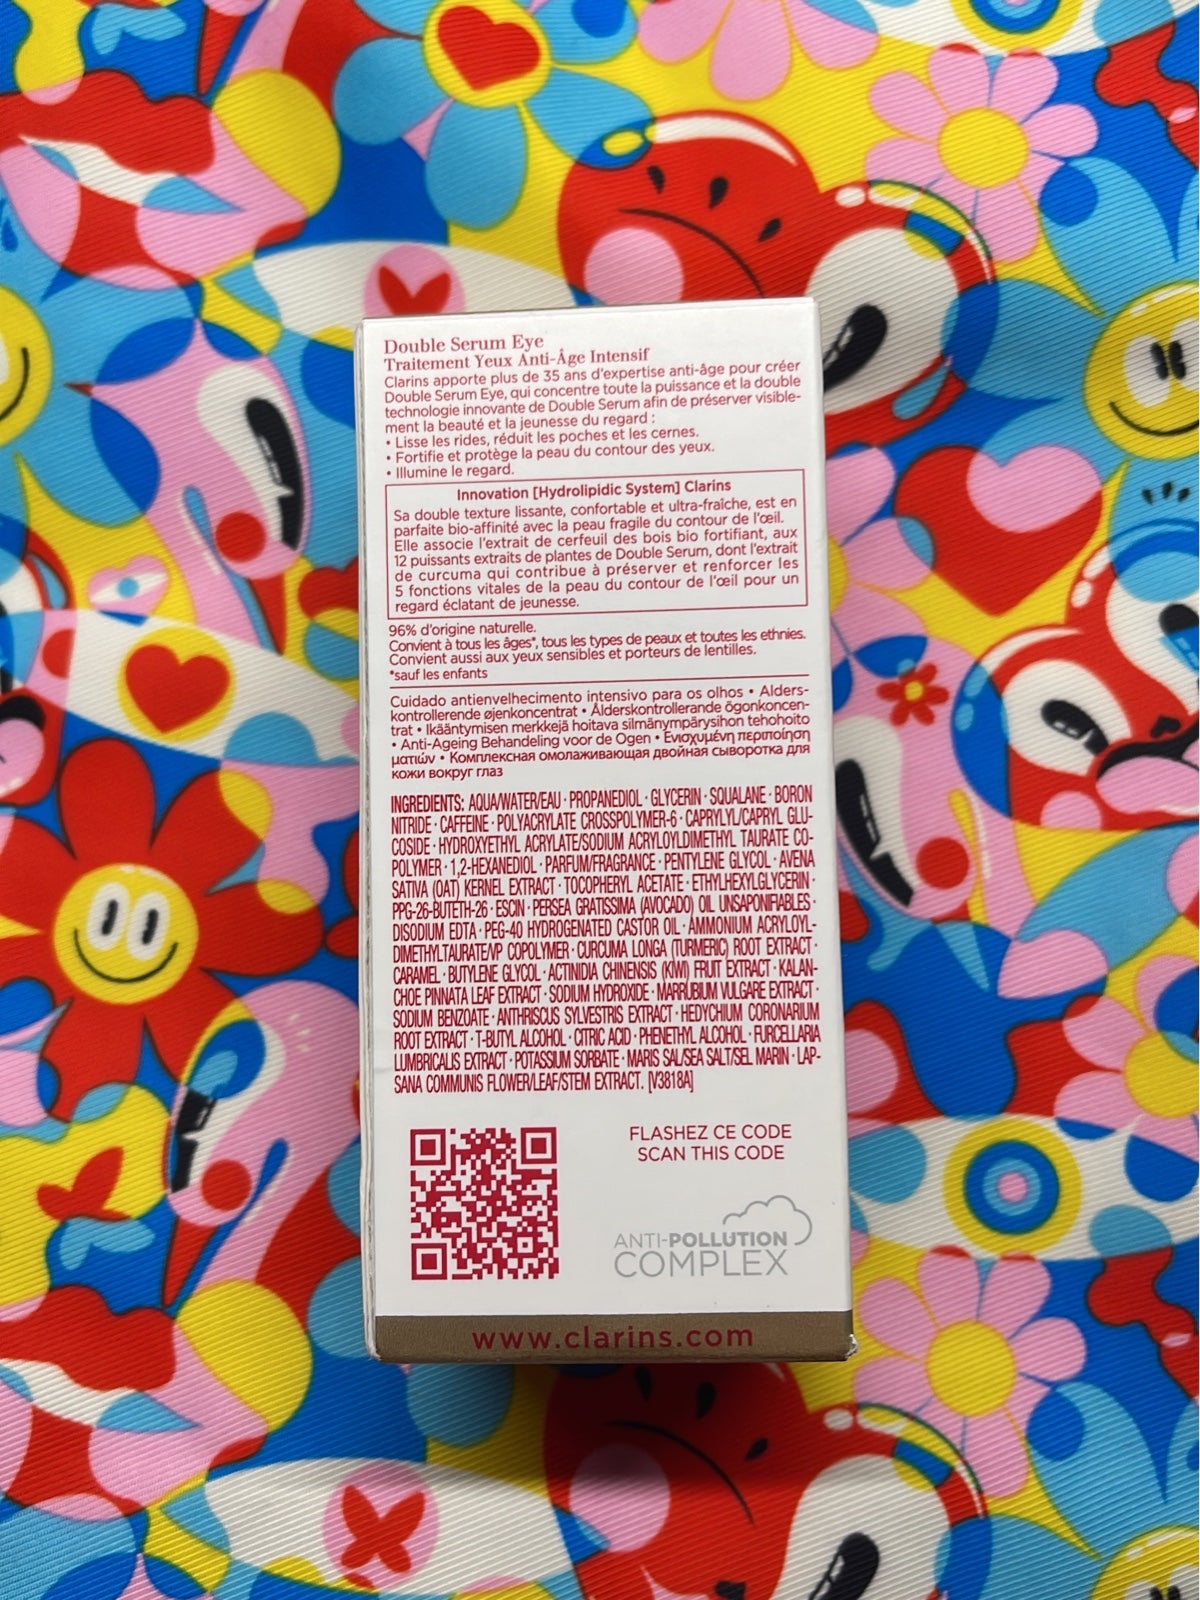 Double Serum Eye
Traitement Yeux Anti-Âge Intensif
Clarins apporte plus de 35 ans d'expertise anti-âge pour créer
Double Serum Eye, qui concentre toute la puissance et la double
technologie innovante de Double Serum afin de préserver visible-
ment la beauté et la jeunesse du regard :
• Lisse les rides, réduit les poches et les cernes.
• Fortifie et protège la peau du contour des yeux.
• Illumine le regard.
Innovation [Hydrolipidic System] Clarins
Sa double texture lissante, confortable et ultra-fraîche, est en
parfaite bio-affinité avec la peau fragile du contour de l'œil.
Elle associe l'extrait de cerfeuil des bois bio fortifiant, aux
12 puissants extraits de plantes de Double Serum, dont l'extrait
de curcuma qui contribue à préserver et renforcer les
5 fonctions vitales de la peau du contour de l'œil pour un
regard éclatant de jeunesse.
96% d'origine naturelle.
Convient à tous les âges*, tous les types de peaux et toutes les ethnies.
Convient aussi aux yeux sensibles et porteurs de lentilles.
*sauf les enfants
Cuidado antienvelhecimento intensivo para os olhos • Alders-
kontrollerende øjenkoncentrat • Ålderskontrollerande ögonkoncen-
trat • Ikääntymisen merkkejä hoitava silmänympärysihon tehohoito
• Anti-Ageing Behandeling voor de Ogen • Ενισχυμένη περιποίηση
ματιών • Комплексная омолаживающая двойная сыворотка для
кожи вокруг глаз
INGREDIENTS: AQUA/WATER/EAU · PROPANEDIOL · GLYCERIN · SQUALANE · BORON
NITRIDE · CAFFEINE · POLYACRYLATE CROSSPOLYMER-6 · CAPRYLYL/CAPRYL GLU-
COSIDE · HYDROXYETHYL ACRYLATE/SODIUM ACRYLOYLDIMETHYL TAURATE CO-
POLYMER · 1,2-HEXANEDIOL · PARFUM/FRAGRANCE · PENTYLENE GLYCOL · AVENA
SATIVA (OAT) KERNEL EXTRACT · TOCOPHERYL ACETATE · ETHYLHEXYLGLYCERIN ·
PPG-26-BUTETH-26 · ESCIN · PERSEA GRATISSIMA (AVOCADO) OIL UNSAPONIFIABLES ·
DISODIUM EDTA · PEG-40 HYDROGENATED CASTOR OIL · AMMONIUM ACRYLOYL-
DIMETHYLTAURATE/VP COPOLYMER · CURCUMA LONGA (TURMERIC) ROOT EXTRACT ·
CARAMEL · BUTYLENE GLYCOL · ACTINIDIA CHINENSIS (KIWI) FRUIT EXTRACT · KALAN-
CHOE PINNATA LEAF EXTRACT · SODIUM HYDROXIDE · MARRUBIUM VULGARE EXTRACT ·
SODIUM BENZOATE · ANTHRISCUS SYLVESTRIS EXTRACT · HEDYCHIUM CORONARIUM
ROOT EXTRACT · T-BUTYL ALCOHOL · CITRIC ACID · PHENETHYL ALCOHOL · FURCELLARIA
LUMBRICALIS EXTRACT · POTASSIUM SORBATE · MARIS SAL/SEA SALT/SEL MARIN · LAP-
SANA COMMUNIS FLOWER/LEAF/STEM EXTRACT. [V3818A]
FLASHEZ CE CODE
SCAN THIS CODE
ANTI-POLLUTION
COMPLEX
www.clarins.com